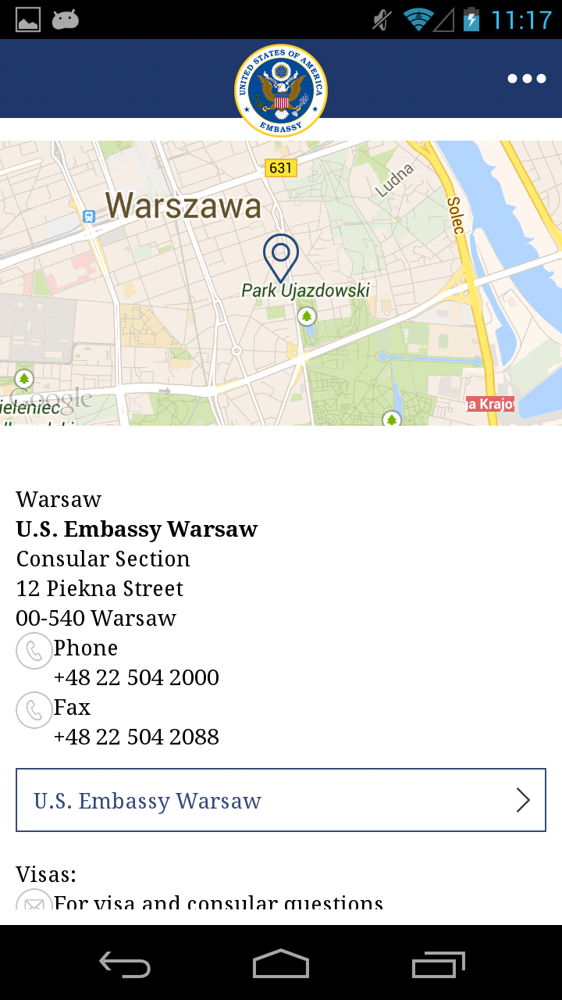 11:17
UNITED STATES OF AMERICA
EMBASSY
631
Ludna
Warszawa
Solec
Park Ujazdowski
Google
ieleniec
ja Krajo
Warsaw
U.S. Embassy Warsaw
Consular Section
12 Piekna Street
00-540 Warsaw
Phone
+48 22 504 2000
Fax
+48 22 504 2088
U.S. Embassy Warsaw
Visas:
For visa and consular questions